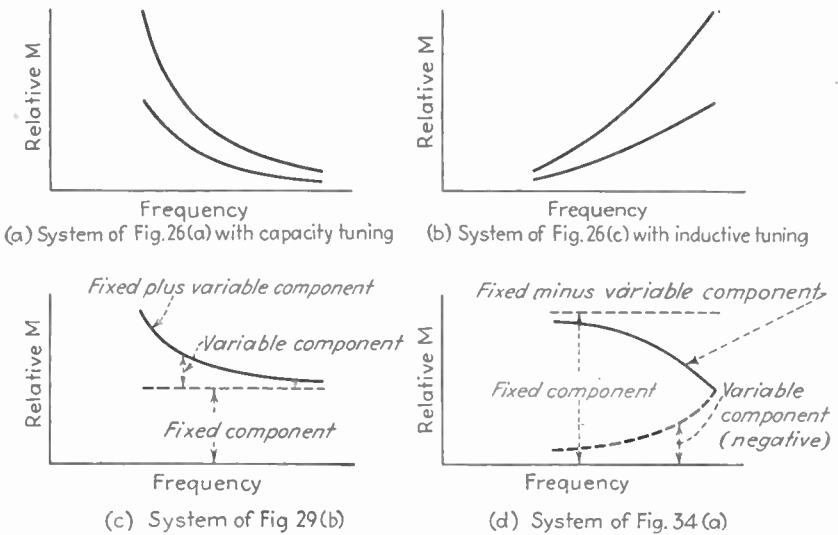 Relative M
Frequency
(a) System of Fig. 26(a) with capacity tuning
Relative M
Frequency
(b) System of Fig. 26(c) with inductive tuning
Relative M
Fixed plus variable component
Variable component
Fixed component
Frequency
(c) System of Fig 29(b)
Relative M
Fixed minus variable component
Fixed component
Variable
component
(negative)
Frequency
(d) System of Fig. 34(a)